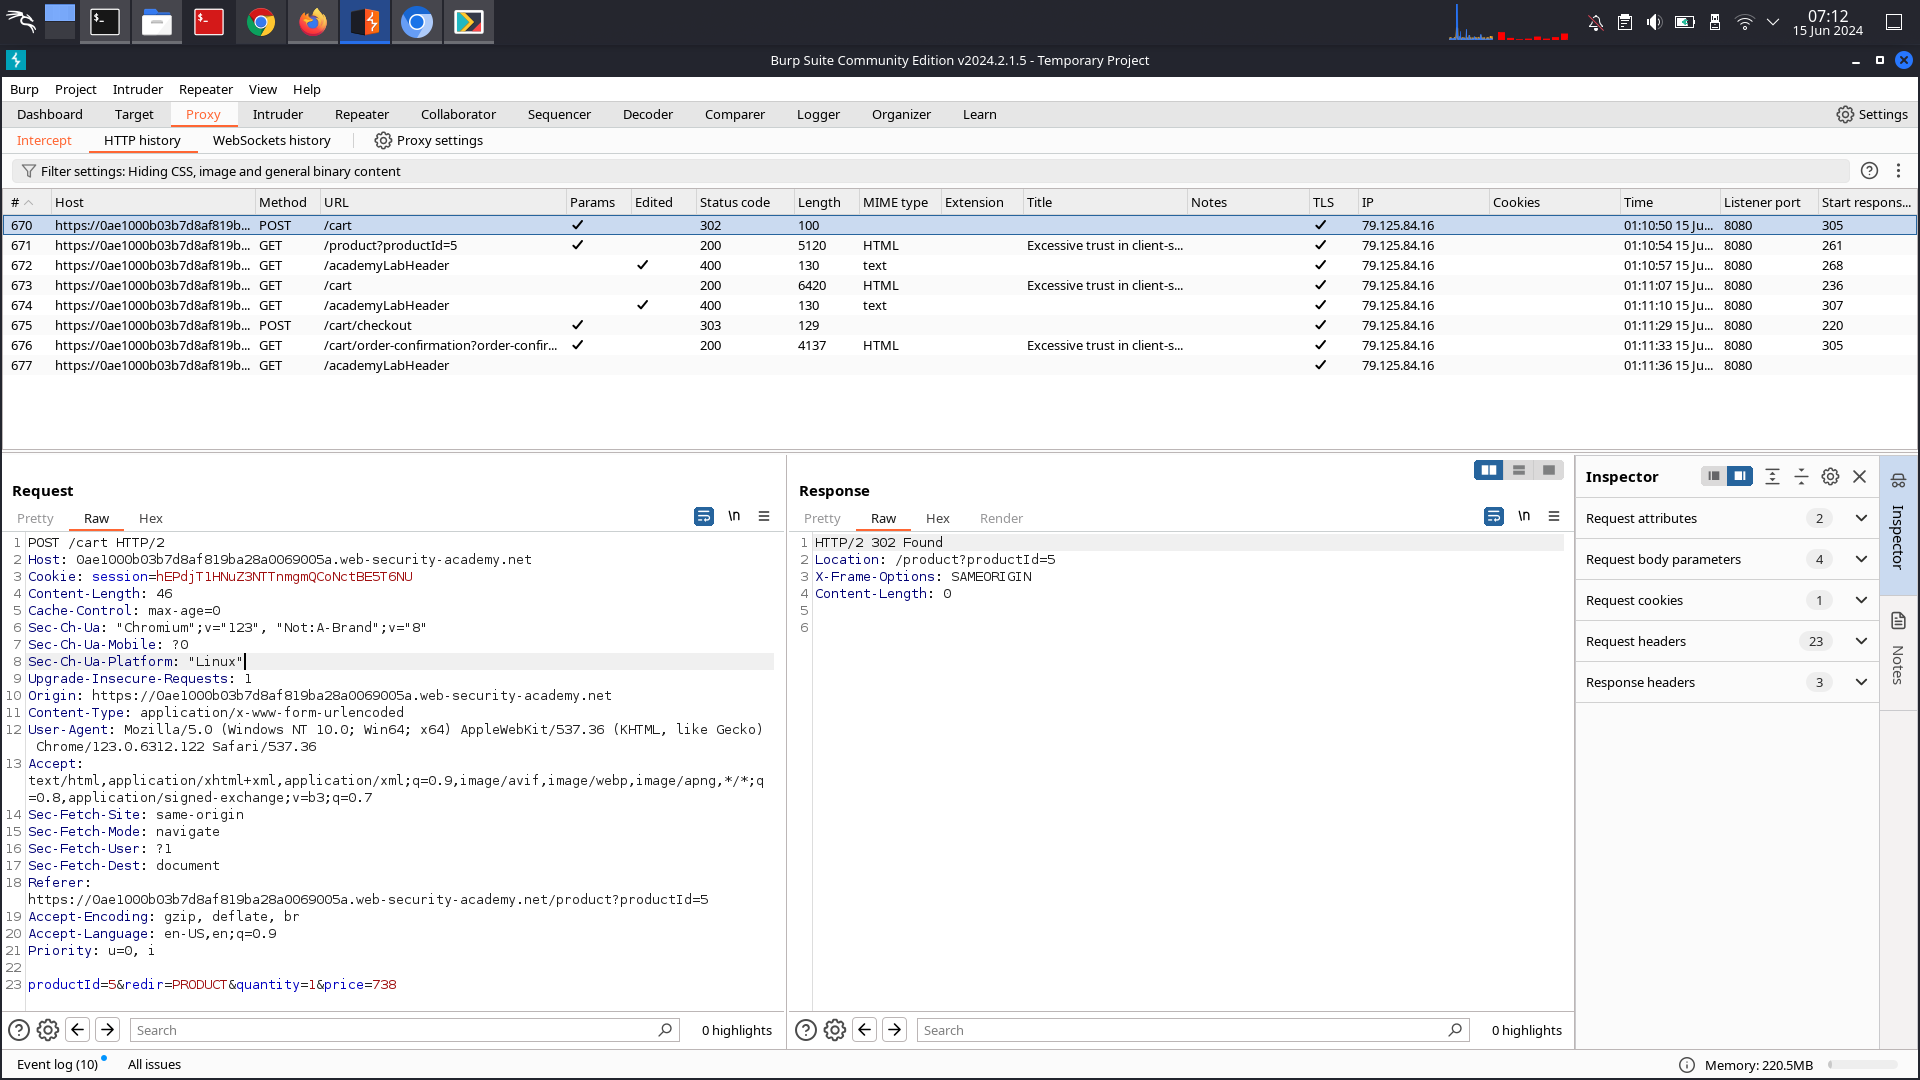 07:12
15 Jun 2024
Burp Suite Community Edition v2024.2.1.5 - Temporary Project
Burp Project Intruder Repeater View Help
Dashboard Target Proxy Intruder Repeater Collaborator Sequencer Decoder Comparer Logger Organizer Learn Settings
Intercept HTTP history WebSockets history Proxy settings
Filter settings: Hiding CSS, image and general binary content
# Host Method URL Params Edited Status code Length MIME type Extension Title Notes TLS IP Cookies Time Listener port Start respons...
670 https://0ae1000b03b7d8af819b... POST /cart ✓ 302 100 ✓ 79.125.84.16 01:10:50 15 Ju... 8080 305
671 https://0ae1000b03b7d8af819b... GET /product?productId=5 ✓ 200 5120 HTML Excessive trust in client-s... ✓ 79.125.84.16 01:10:54 15 Ju... 8080 261
672 https://0ae1000b03b7d8af819b... GET /academyLabHeader ✓ 400 130 text ✓ 79.125.84.16 01:10:57 15 Ju... 8080 268
673 https://0ae1000b03b7d8af819b... GET /cart 200 6420 HTML Excessive trust in client-s... ✓ 79.125.84.16 01:11:07 15 Ju... 8080 236
674 https://0ae1000b03b7d8af819b... GET /academyLabHeader ✓ 400 130 text ✓ 79.125.84.16 01:11:10 15 Ju... 8080 307
675 https://0ae1000b03b7d8af819b... POST /cart/checkout ✓ 303 129 ✓ 79.125.84.16 01:11:29 15 Ju... 8080 220
676 https://0ae1000b03b7d8af819b... GET /cart/order-confirmation?order-confir... ✓ 200 4137 HTML Excessive trust in client-s... ✓ 79.125.84.16 01:11:33 15 Ju... 8080 305
677 https://0ae1000b03b7d8af819b... GET /academyLabHeader ✓ 79.125.84.16 01:11:36 15 Ju... 8080
Request
Pretty Raw Hex \n
1 POST /cart HTTP/2
2 Host: 0ae1000b03b7d8af819ba28a0069005a.web-security-academy.net
3 Cookie: session=hEPdjT1HNuZ3NTTnmgmQCoNctBE5T6NU
4 Content-Length: 46
5 Cache-Control: max-age=0
6 Sec-Ch-Ua: "Chromium";v="123", "Not:A-Brand";v="8"
7 Sec-Ch-Ua-Mobile: ?0
8 Sec-Ch-Ua-Platform: "Linux"
9 Upgrade-Insecure-Requests: 1
10 Origin: https://0ae1000b03b7d8af819ba28a0069005a.web-security-academy.net
11 Content-Type: application/x-www-form-urlencoded
12 User-Agent: Mozilla/5.0 (Windows NT 10.0; Win64; x64) AppleWebKit/537.36 (KHTML, like Gecko)
Chrome/123.0.6312.122 Safari/537.36
13 Accept:
text/html,application/xhtml+xml,application/xml;q=0.9,image/avif,image/webp,image/apng,*/*;q
=0.8,application/signed-exchange;v=b3;q=0.7
14 Sec-Fetch-Site: same-origin
15 Sec-Fetch-Mode: navigate
16 Sec-Fetch-User: ?1
17 Sec-Fetch-Dest: document
18 Referer:
https://0ae1000b03b7d8af819ba28a0069005a.web-security-academy.net/product?productId=5
19 Accept-Encoding: gzip, deflate, br
20 Accept-Language: en-US,en;q=0.9
21 Priority: u=0, i
22
23 productId=5&redir=PRODUCT&quantity=1&price=738
Search 0 highlights
Response
Pretty Raw Hex Render \n
1 HTTP/2 302 Found
2 Location: /product?productId=5
3 X-Frame-Options: SAMEORIGIN
4 Content-Length: 0
5
6
Search 0 highlights
Inspector
Request attributes 2
Request body parameters 4
Request cookies 1
Request headers 23
Response headers 3
Inspector
Notes
Event log (10) All issues Memory: 220.5MB